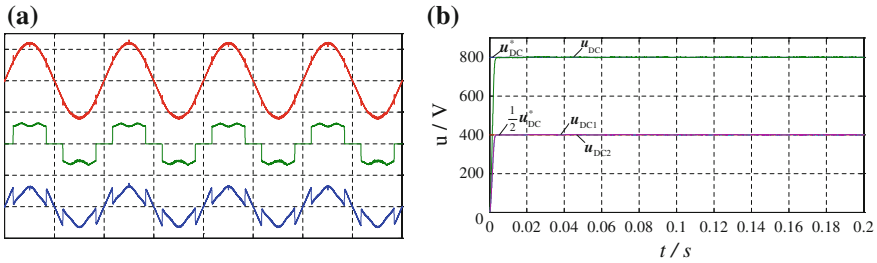 (a)
(b)
u / V
800
600
400
200
0
u*DC
uDC
1/2 u*DC
uDC1
uDC2
0 0.02 0.04 0.06 0.08 0.1 0.12 0.14 0.16 0.18 0.2
t / s